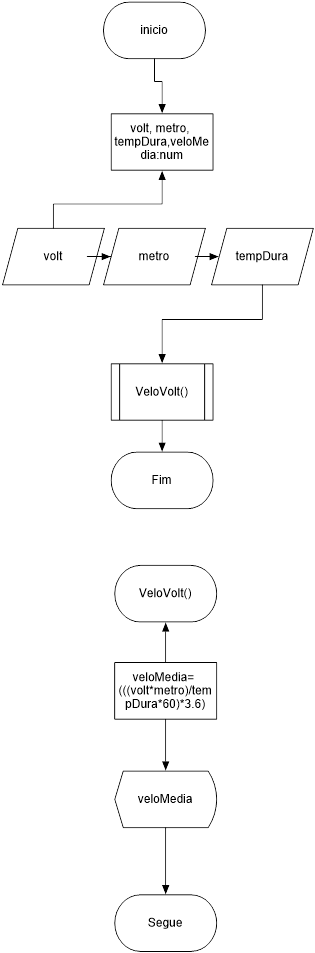 inicio
volt, metro,
tempDura,veloMe
dia:num
volt
metro
tempDura
VeloVolt()
Fim
VeloVolt()
veloMedia=
(((volt*metro)/tem
pDura*60)*3.6)
veloMedia
Segue